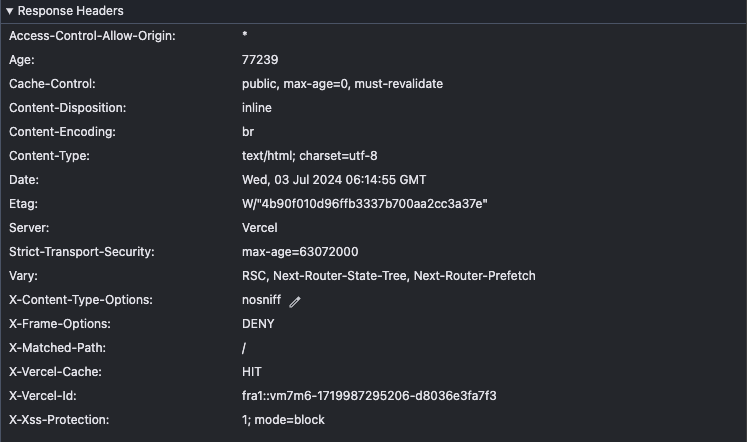 ▼ Response Headers
Access-Control-Allow-Origin: *
Age: 77239
Cache-Control: public, max-age=0, must-revalidate
Content-Disposition: inline
Content-Encoding: br
Content-Type: text/html; charset=utf-8
Date: Wed, 03 Jul 2024 06:14:55 GMT
Etag: W/"4b90f010d96ffb3337b700aa2cc3a37e"
Server: Vercel
Strict-Transport-Security: max-age=63072000
Vary: RSC, Next-Router-State-Tree, Next-Router-Prefetch
X-Content-Type-Options: nosniff
X-Frame-Options: DENY
X-Matched-Path: /
X-Vercel-Cache: HIT
X-Vercel-Id: fra1::vm7m6-1719987295206-d8036e3fa7f3
X-Xss-Protection: 1; mode=block